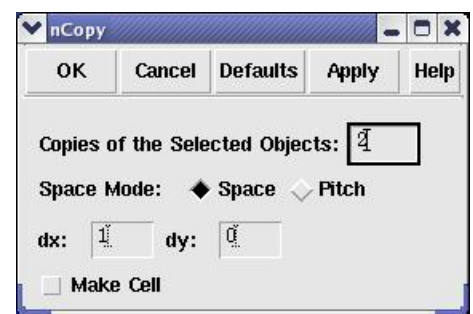 nCopy
OK Cancel Defaults Apply Help
Copies of the Selected Objects: 2
Space Mode: Space Pitch
dx: 1 dy: 0
Make Cell